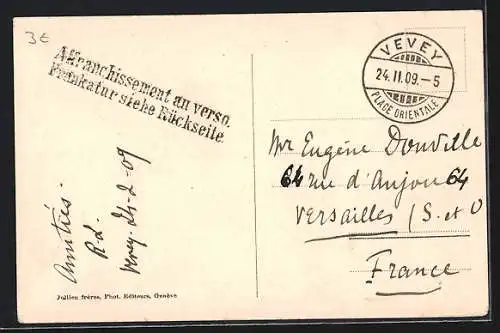 3€
Affranchissement au verso.
Frankatur siehe Rückseite.
Amitiés.
R.L.
Vevey. 24-2-09
Jullien frères, Phot. Editeurs, Genève
VEVEY
24.II.09.–5
PLACE ORIENTALE
Mr Eugène Douville
64 rue d'Anjou 64
Versailles (S. et O
France